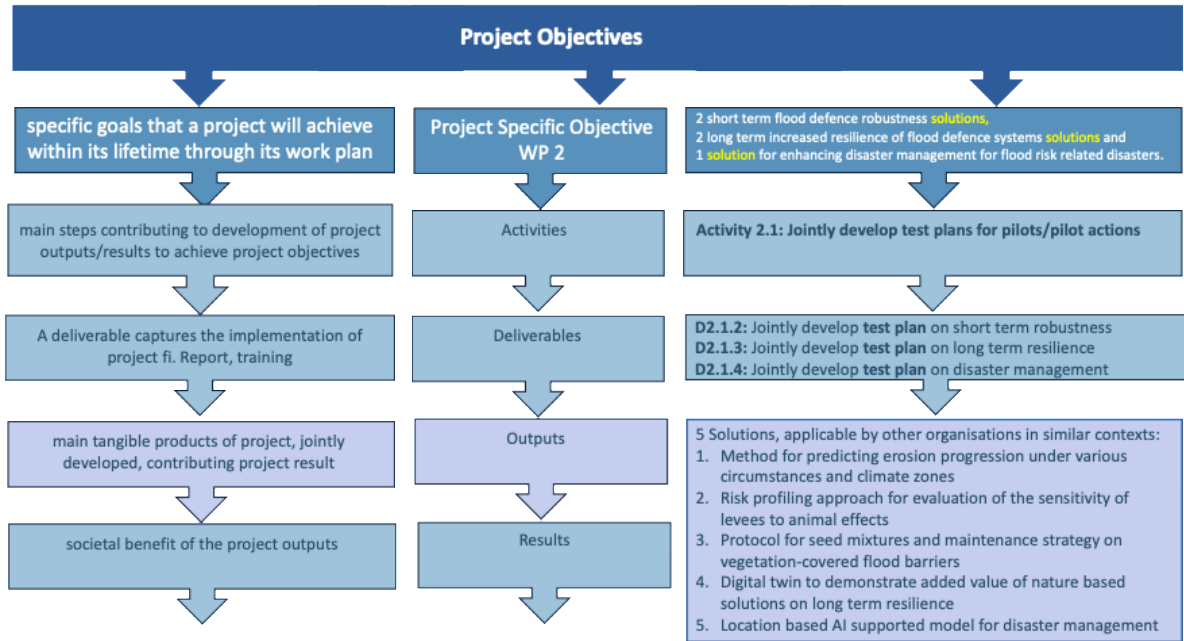 Project Objectives
specific goals that a project will achieve
within its lifetime through its work plan
main steps contributing to development of project
outputs/results to achieve project objectives
A deliverable captures the implementation of
project fi. Report, training
main tangible products of project, jointly
developed, contributing project result
societal benefit of the project outputs
Project Specific Objective
WP 2
Activities
Deliverables
Outputs
Results
2 short term flood defence robustness solutions,
2 long term increased resilience of flood defence systems solutions and
1 solution for enhancing disaster management for flood risk related disasters.
Activity 2.1: Jointly develop test plans for pilots/pilot actions
D2.1.2: Jointly develop test plan on short term robustness
D2.1.3: Jointly develop test plan on long term resilience
D2.1.4: Jointly develop test plan on disaster management
5 Solutions, applicable by other organisations in similar contexts:
1. Method for predicting erosion progression under various
circumstances and climate zones
2. Risk profiling approach for evaluation of the sensitivity of
levees to animal effects
3. Protocol for seed mixtures and maintenance strategy on
vegetation-covered flood barriers
4. Digital twin to demonstrate added value of nature based
solutions on long term resilience
5. Location based AI supported model for disaster management